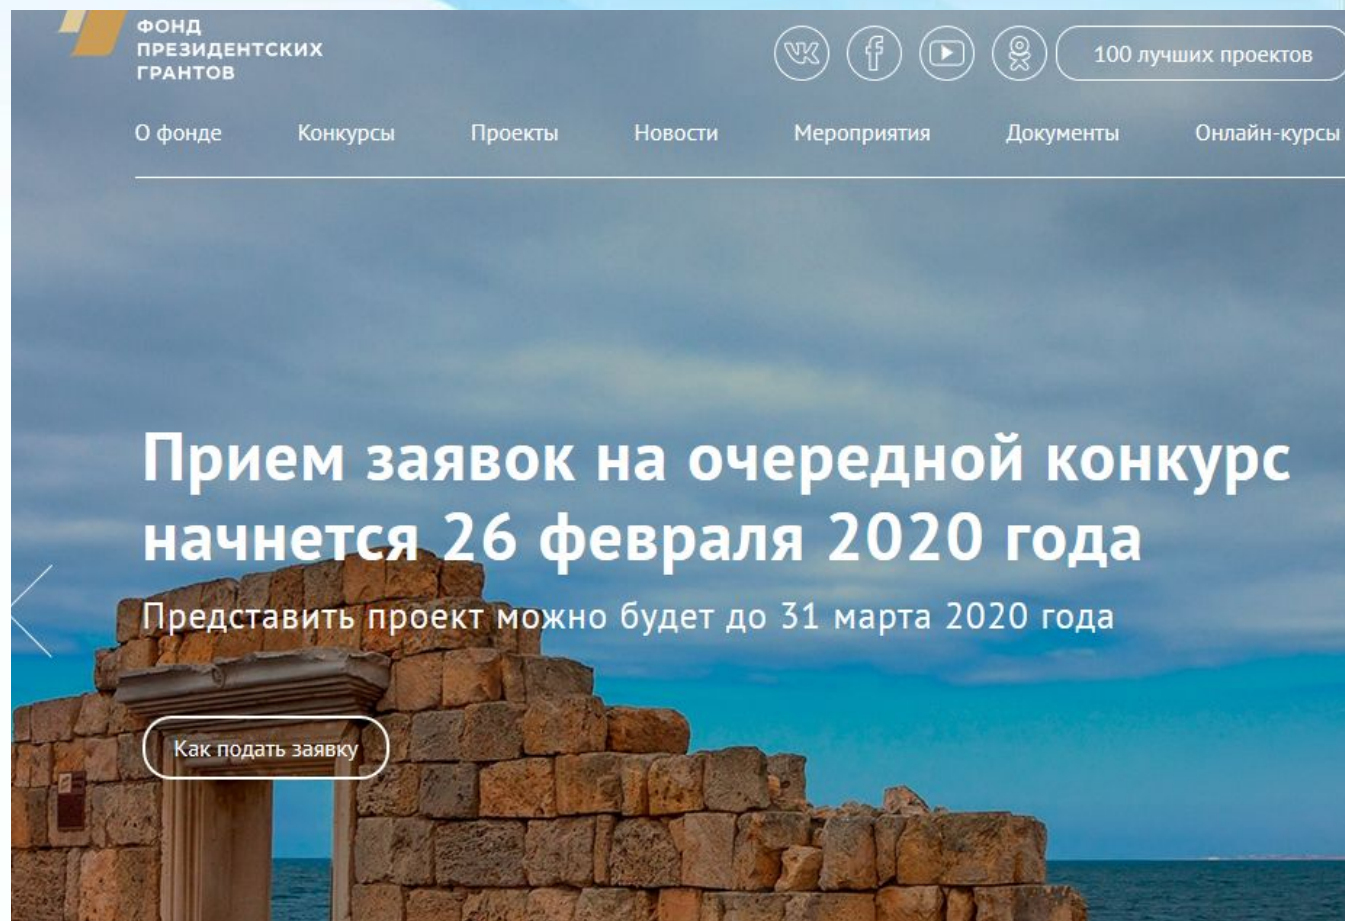 ФОНД
ПРЕЗИДЕНТСКИХ
ГРАНТОВ
100 лучших проектов
О фонде Конкурсы Проекты Новости Мероприятия Документы Онлайн-курсы
Прием заявок на очередной конкурс
начнется 26 февраля 2020 года
Представить проект можно будет до 31 марта 2020 года
Как подать заявку